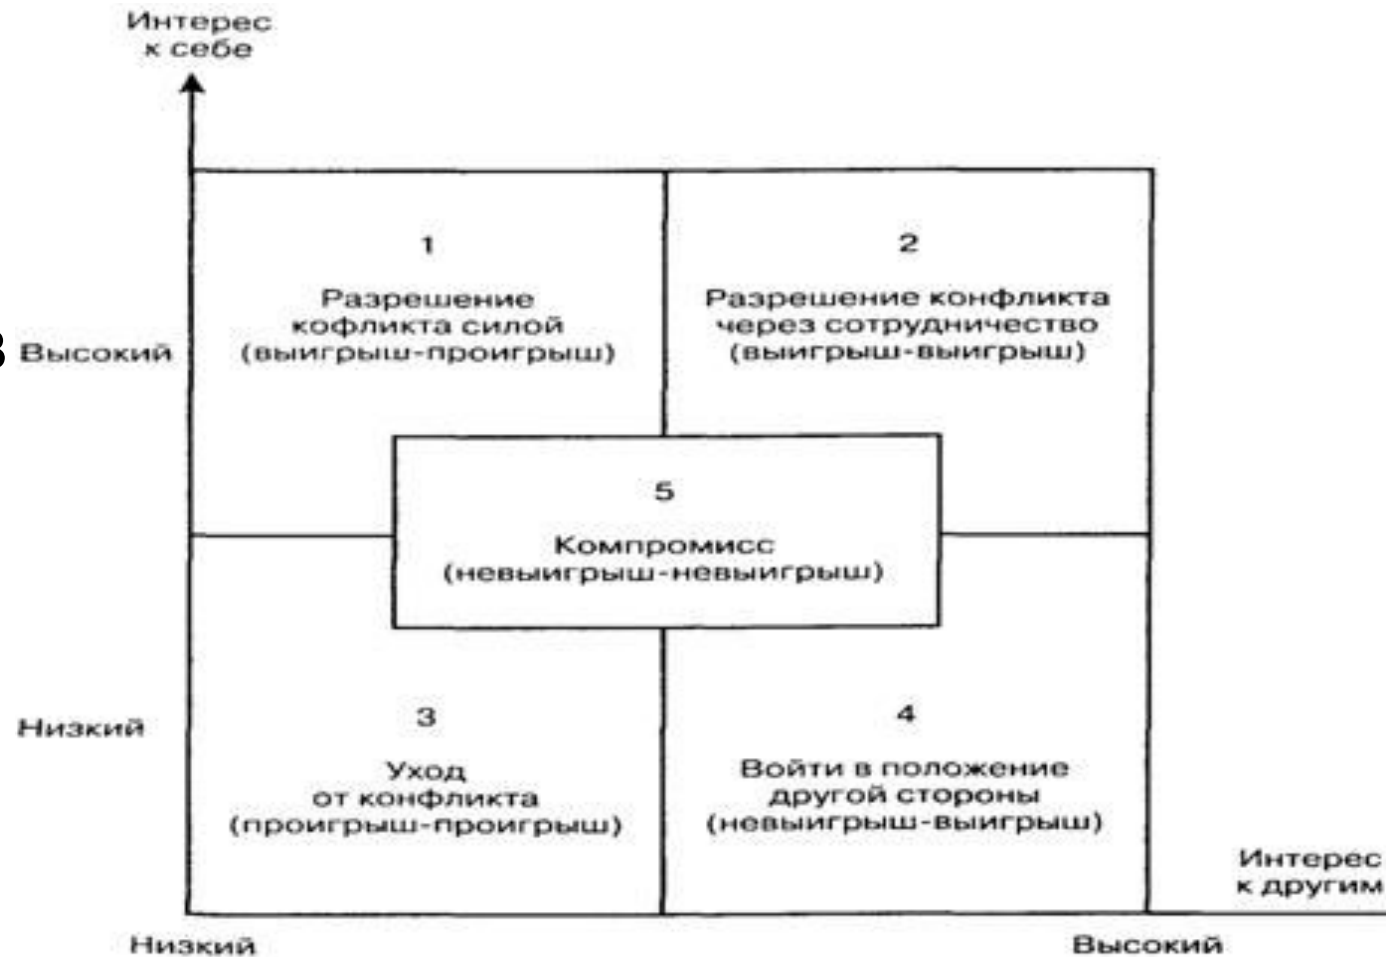 Интерес
к себе
1
Разрешение
кофликта силой
(выигрыш-проигрыш)
2
Разрешение конфликта
через сотрудничество
(выигрыш-выигрыш)
в Высокий
5
Компромисс
(невыигрыш-невыигрыш)
Низкий
3
Уход
от конфликта
(проигрыш-проигрыш)
4
Войти в положение
другой стороны
(невыигрыш-выигрыш)
Интерес
к другим
Низкий
Высокий